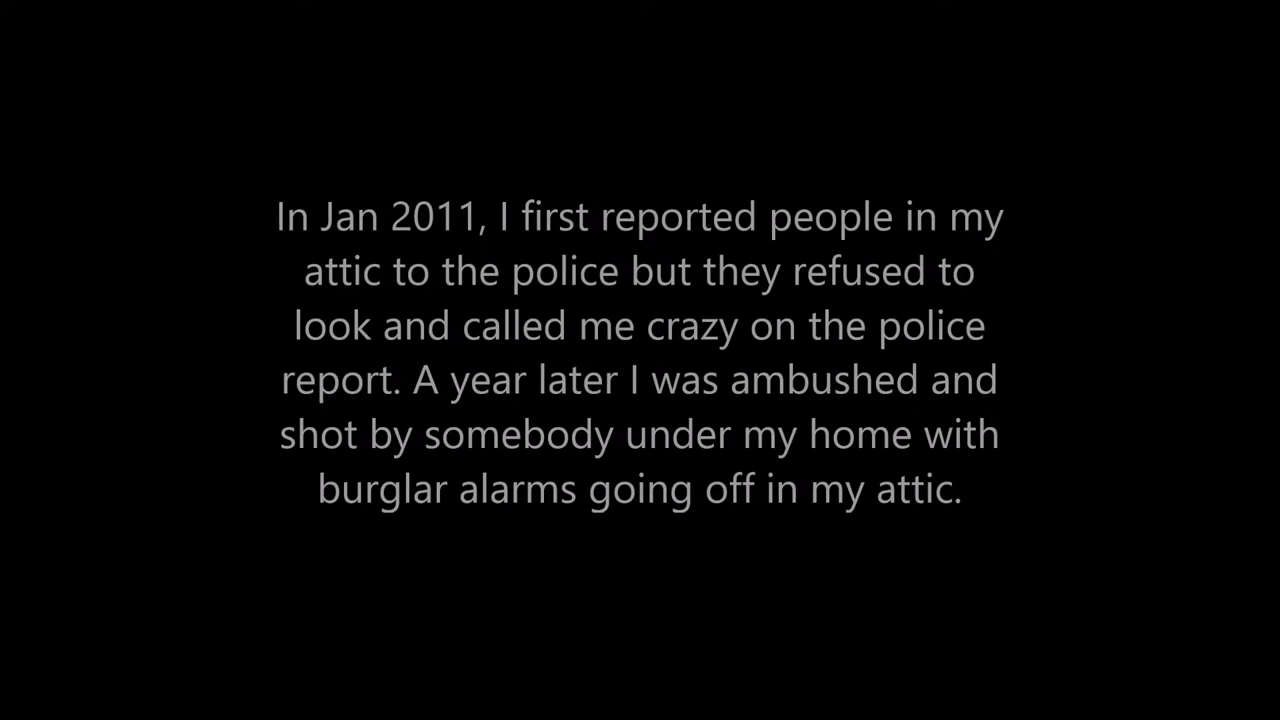 In Jan 2011, I first reported people in my
attic to the police but they refused to
look and called me crazy on the police
report. A year later I was ambushed and
shot by somebody under my home with
burglar alarms going off in my attic.